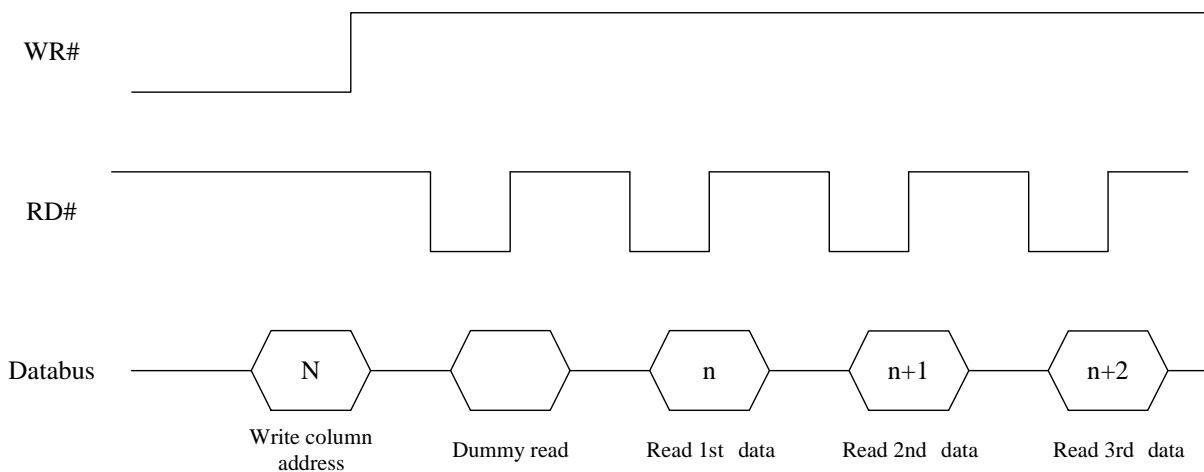 WR#
RD#
Databus
N
n
n+1
n+2
Write column
address
Dummy read
Read 1st data
Read 2nd data
Read 3rd data